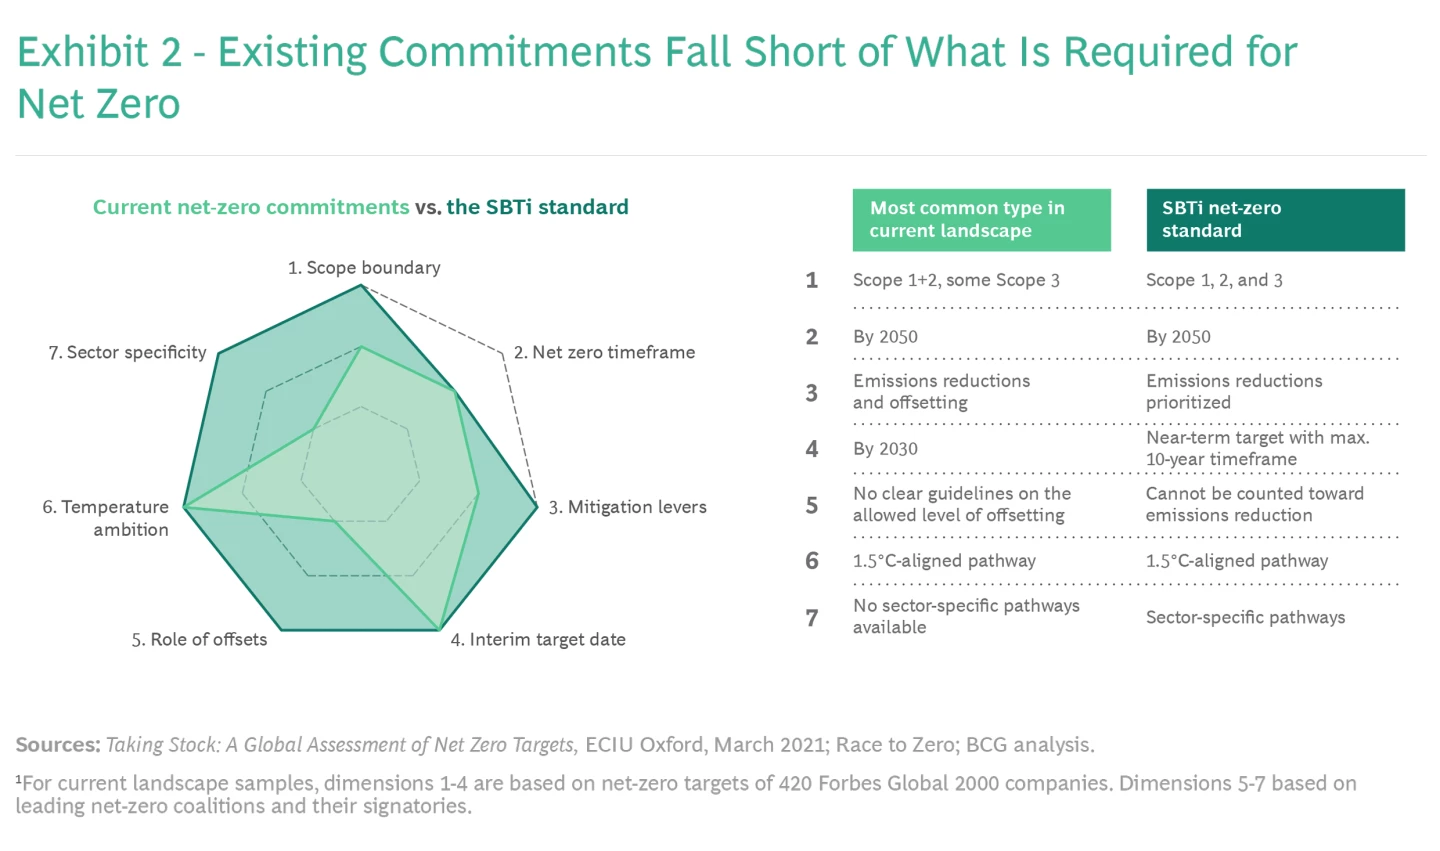 Exhibit 2 - Existing Commitments Fall Short of What Is Required for
Net Zero
Current net-zero commitments vs. the SBTi standard
1. Scope boundary
7. Sector specificity
2. Net zero timeframe
6. Temperature
ambition
3. Mitigation levers
5. Role of offsets
4. Interim target date
Most common type in
current landscape
SBTi net-zero
standard
1 Scope 1+2, some Scope 3 Scope 1, 2, and 3
2 By 2050 By 2050
3 Emissions reductions
and offsetting
Emissions reductions
prioritized
4 By 2030
Near-term target with max.
10-year timeframe
5 No clear guidelines on the
allowed level of offsetting
Cannot be counted toward
emissions reduction
6 1.5°C-aligned pathway 1.5°C-aligned pathway
7 No sector-specific pathways
available
Sector-specific pathways
Sources: Taking Stock: A Global Assessment of Net Zero Targets, ECIU Oxford, March 2021; Race to Zero; BCG analysis.
¹For current landscape samples, dimensions 1-4 are based on net-zero targets of 420 Forbes Global 2000 companies. Dimensions 5-7 based on
leading net-zero coalitions and their signatories.